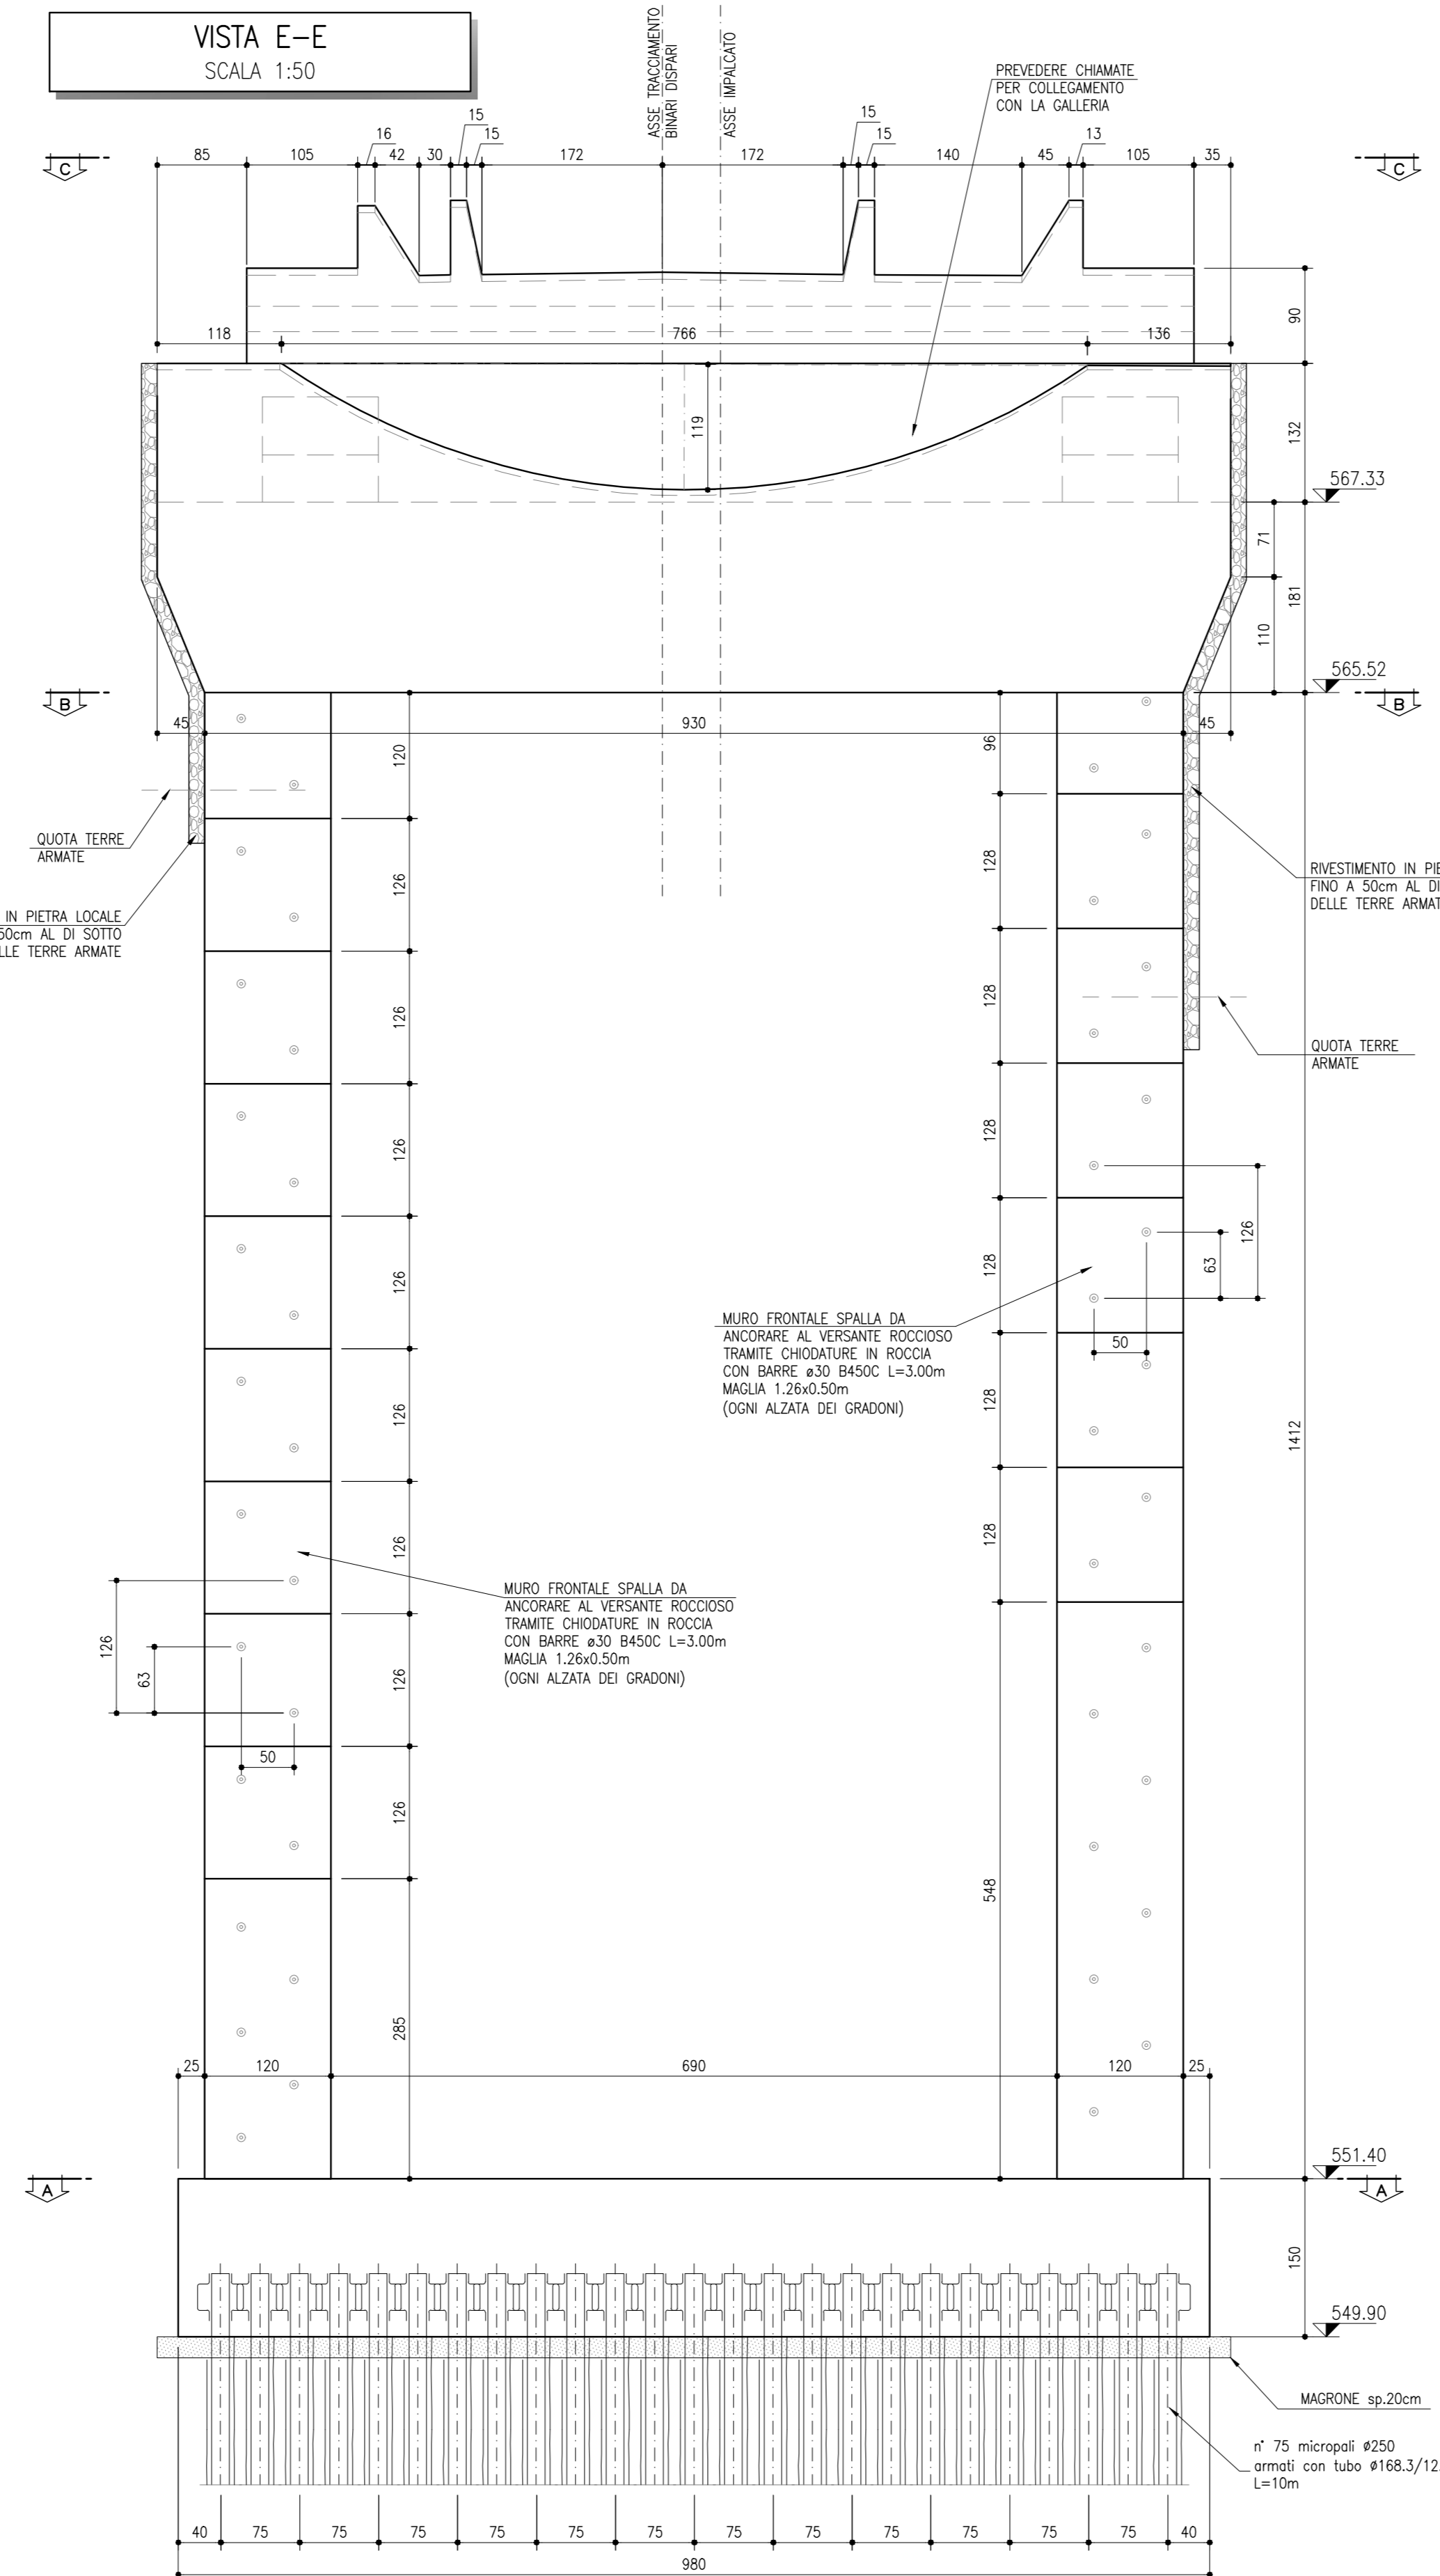 VISTA E-E
SCALA 1:50
ASSE TRACCIAMENTO
BINARI DISPARI
ASSE IMPALCATO
PREVEDERE CHIAMATE
PER COLLEGAMENTO
CON LA GALLERIA
C
C
85 105 16 42 30 15 15 172 172 15 15 140 45 13 105 35
90
118 766 136
119
132
567.33
71
181
110
565.52
B
B
45 930 45
120
96
QUOTA TERRE
ARMATE
IN PIETRA LOCALE
50cm AL DI SOTTO
TERRE ARMATE
RIVESTIMENTO IN
FINO A 50cm AL DI
DELLE TERRE
QUOTA TERRE
ARMATE
126
126
126
126
126
126
126
126
285
128
128
128
128
128
128
548
126
63
50
MURO FRONTALE SPALLA DA
ANCORARE AL VERSANTE ROCCIOSO
TRAMITE CHIODATURE IN ROCCIA
CON BARRE ø30 B450C L=3.00m
MAGLIA 1.26x0.50m
(OGNI ALZATA DEI GRADONI)
1412
MURO FRONTALE SPALLA DA
ANCORARE AL VERSANTE ROCCIOSO
TRAMITE CHIODATURE IN ROCCIA
CON BARRE ø30 B450C L=3.00m
MAGLIA 1.26x0.50m
(OGNI ALZATA DEI GRADONI)
126
63
50
25 120 690 120 25
551.40
A
A
150
549.90
MAGRONE sp.20cm
n° 75 micropali ø250
armati con tubo
L=10m
40 75 75 75 75 75 75 75 75 75 75 75 75 40
980